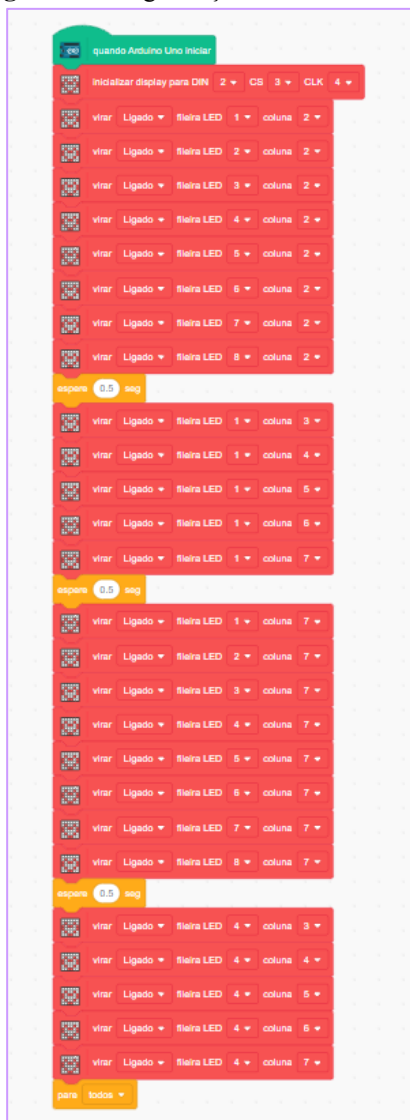 quando Arduino Uno iniciar
Inicializar display para DIN 2 CS 3 CLK 4
virar Ligado fileira LED 1 coluna 2
virar Ligado fileira LED 2 coluna 2
virar Ligado fileira LED 3 coluna 2
virar Ligado fileira LED 4 coluna 2
virar Ligado fileira LED 5 coluna 2
virar Ligado fileira LED 6 coluna 2
virar Ligado fileira LED 7 coluna 2
virar Ligado fileira LED 8 coluna 2
espere 0.5 seg
virar Ligado fileira LED 1 coluna 3
virar Ligado fileira LED 1 coluna 4
virar Ligado fileira LED 1 coluna 5
virar Ligado fileira LED 1 coluna 6
virar Ligado fileira LED 1 coluna 7
espere 0.5 seg
virar Ligado fileira LED 1 coluna 7
virar Ligado fileira LED 2 coluna 7
virar Ligado fileira LED 3 coluna 7
virar Ligado fileira LED 4 coluna 7
virar Ligado fileira LED 5 coluna 7
virar Ligado fileira LED 6 coluna 7
virar Ligado fileira LED 7 coluna 7
virar Ligado fileira LED 8 coluna 7
espere 0.5 seg
virar Ligado fileira LED 4 coluna 3
virar Ligado fileira LED 4 coluna 4
virar Ligado fileira LED 4 coluna 5
virar Ligado fileira LED 4 coluna 6
virar Ligado fileira LED 4 coluna 7
para todos